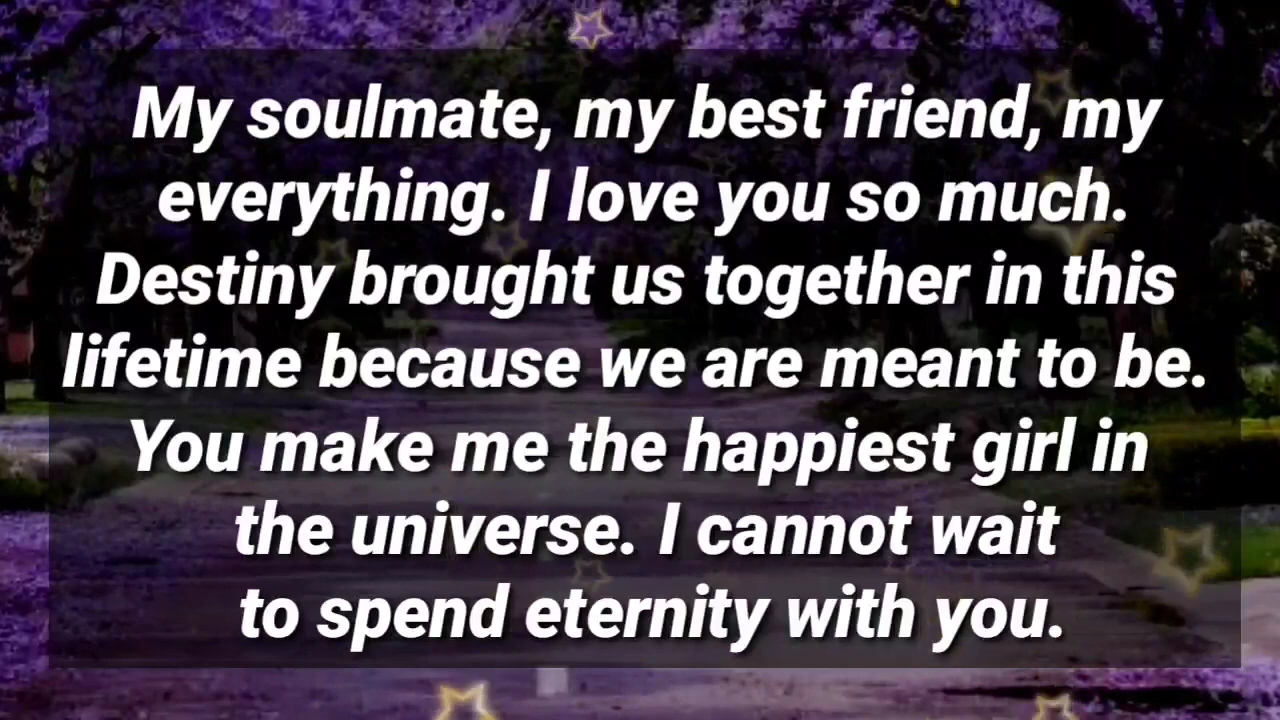 My soulmate, my best friend, my
everything. I love you so much.
Destiny brought us together in this
lifetime because we are meant to be.
You make me the happiest girl in
the universe. I cannot wait
to spend eternity with you.